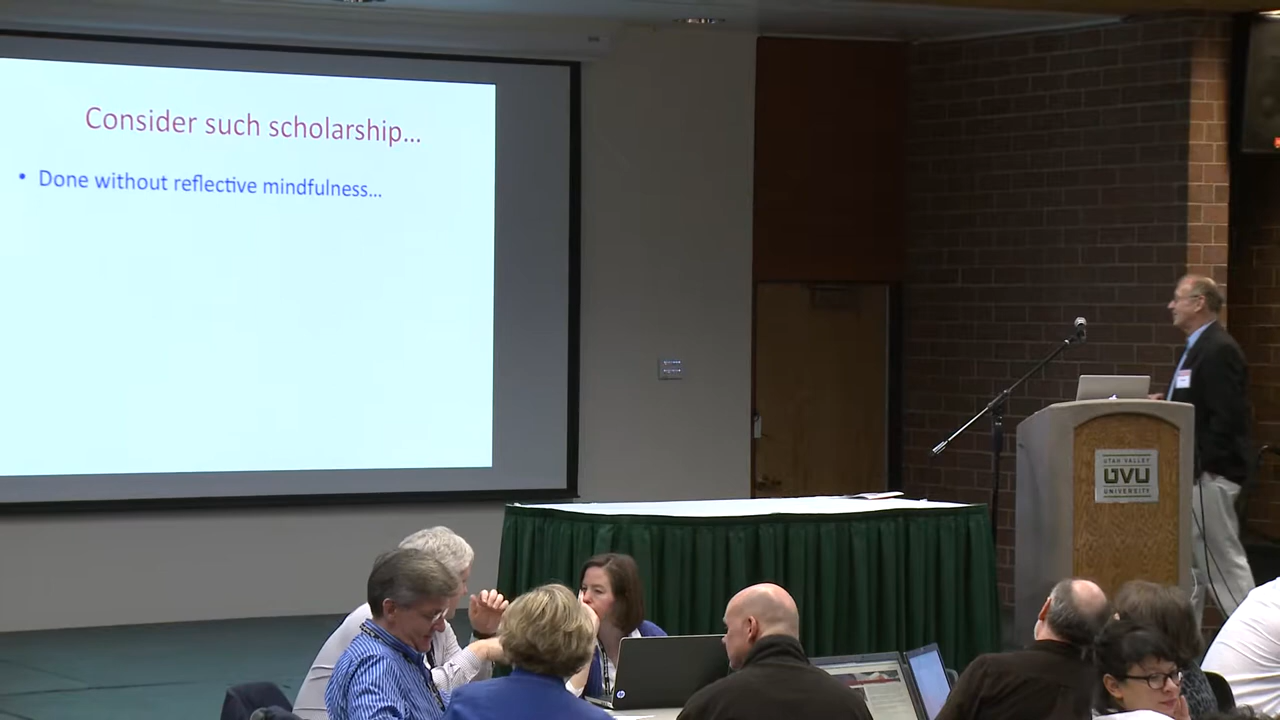 Consider such scholarship...
• Done without reflective mindfulness...
UTAH VALLEY
UVU
UNIVERSITY